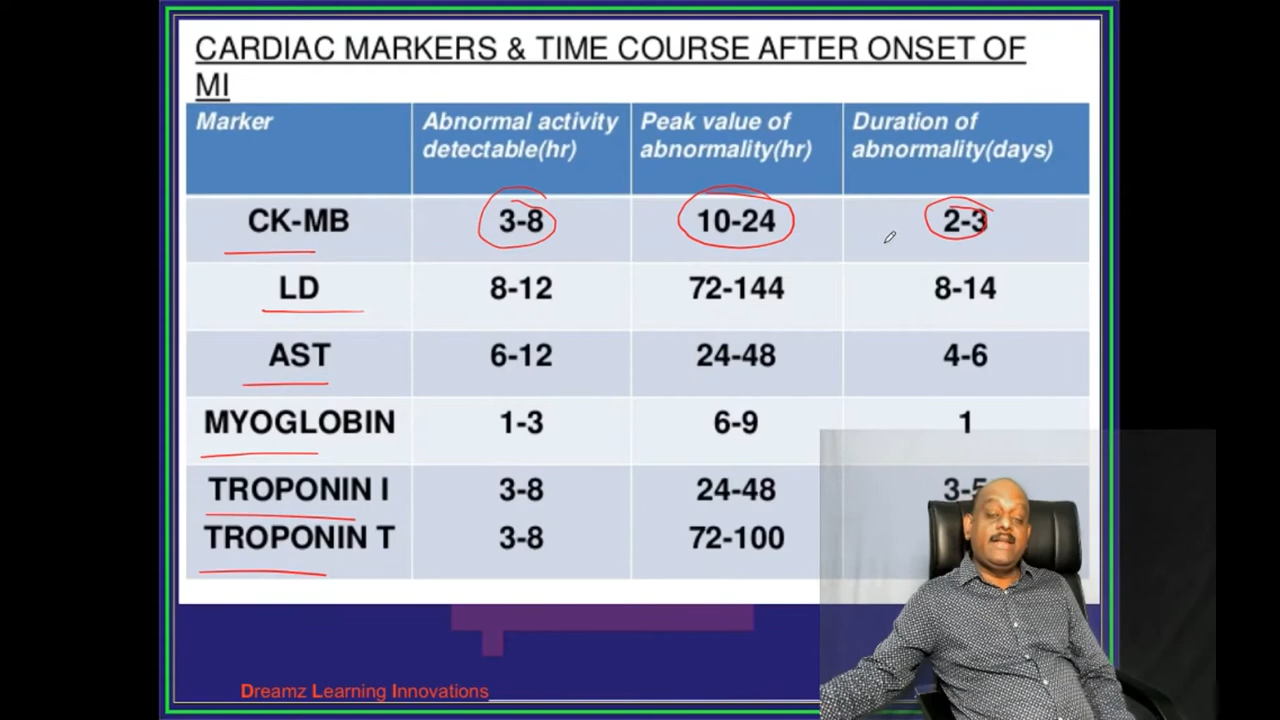 CARDIAC MARKERS & TIME COURSE AFTER ONSET OF
MI
Marker Abnormal activity detectable(hr) Peak value of abnormality(hr) Duration of abnormality(days)
CK-MB 3-8 10-24 2-3
LD 8-12 72-144 8-14
AST 6-12 24-48 4-6
MYOGLOBIN 1-3 6-9 1
TROPONIN I 3-8 24-48 3-5
TROPONIN T 3-8 72-100
Dreamz Learning Innovations